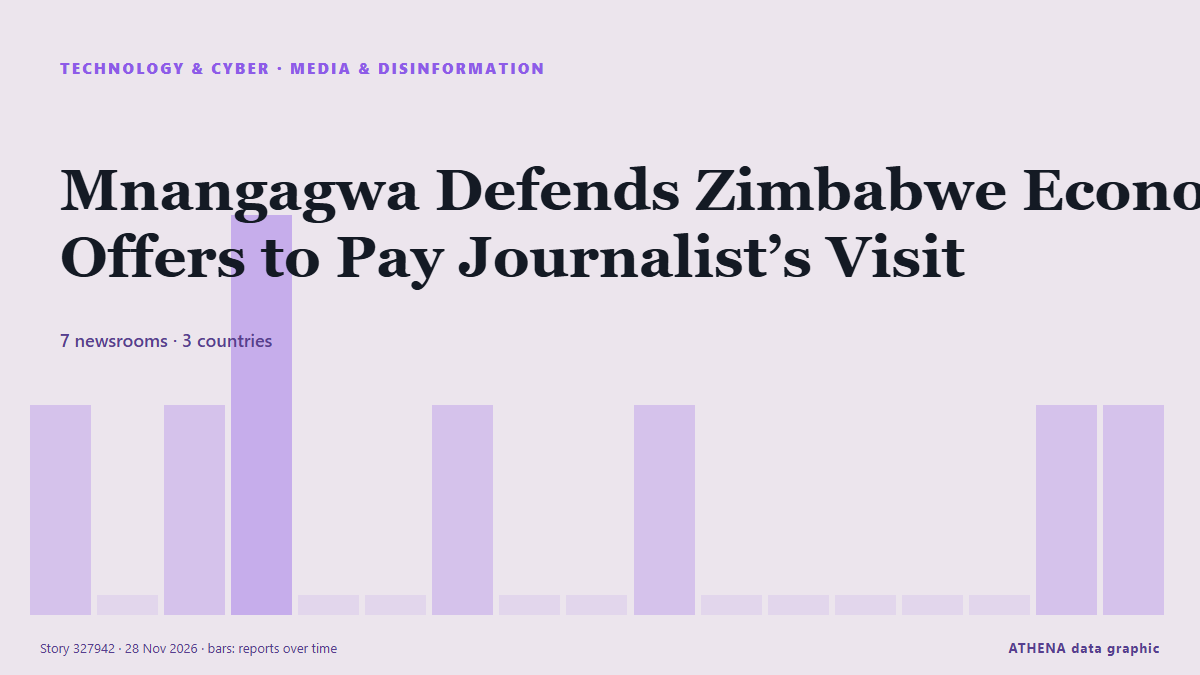 TECHNOLOGY & CYBER · MEDIA & DISINFORMATION
Mnangagwa Defends Zimbabwe Econo
Offers to Pay Journalist’s Visit
7 newsrooms · 3 countries
Story 327942 · 28 Nov 2026 · bars: reports over time
ATHENA data graphic